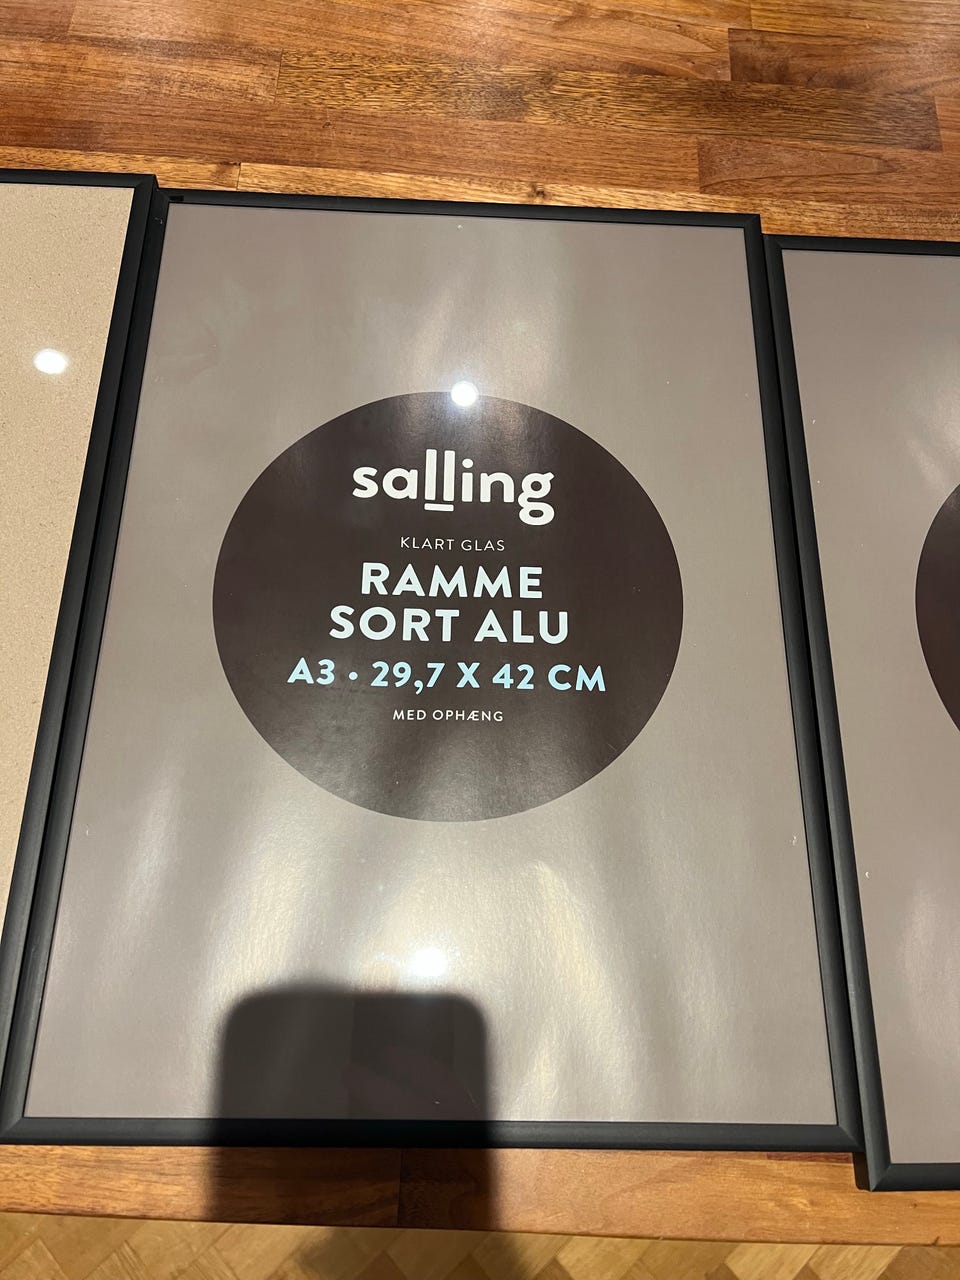 salling
KLART GLAS
RAMME
SORT ALU
A3 • 29,7 X 42 CM
MED OPHÆNG